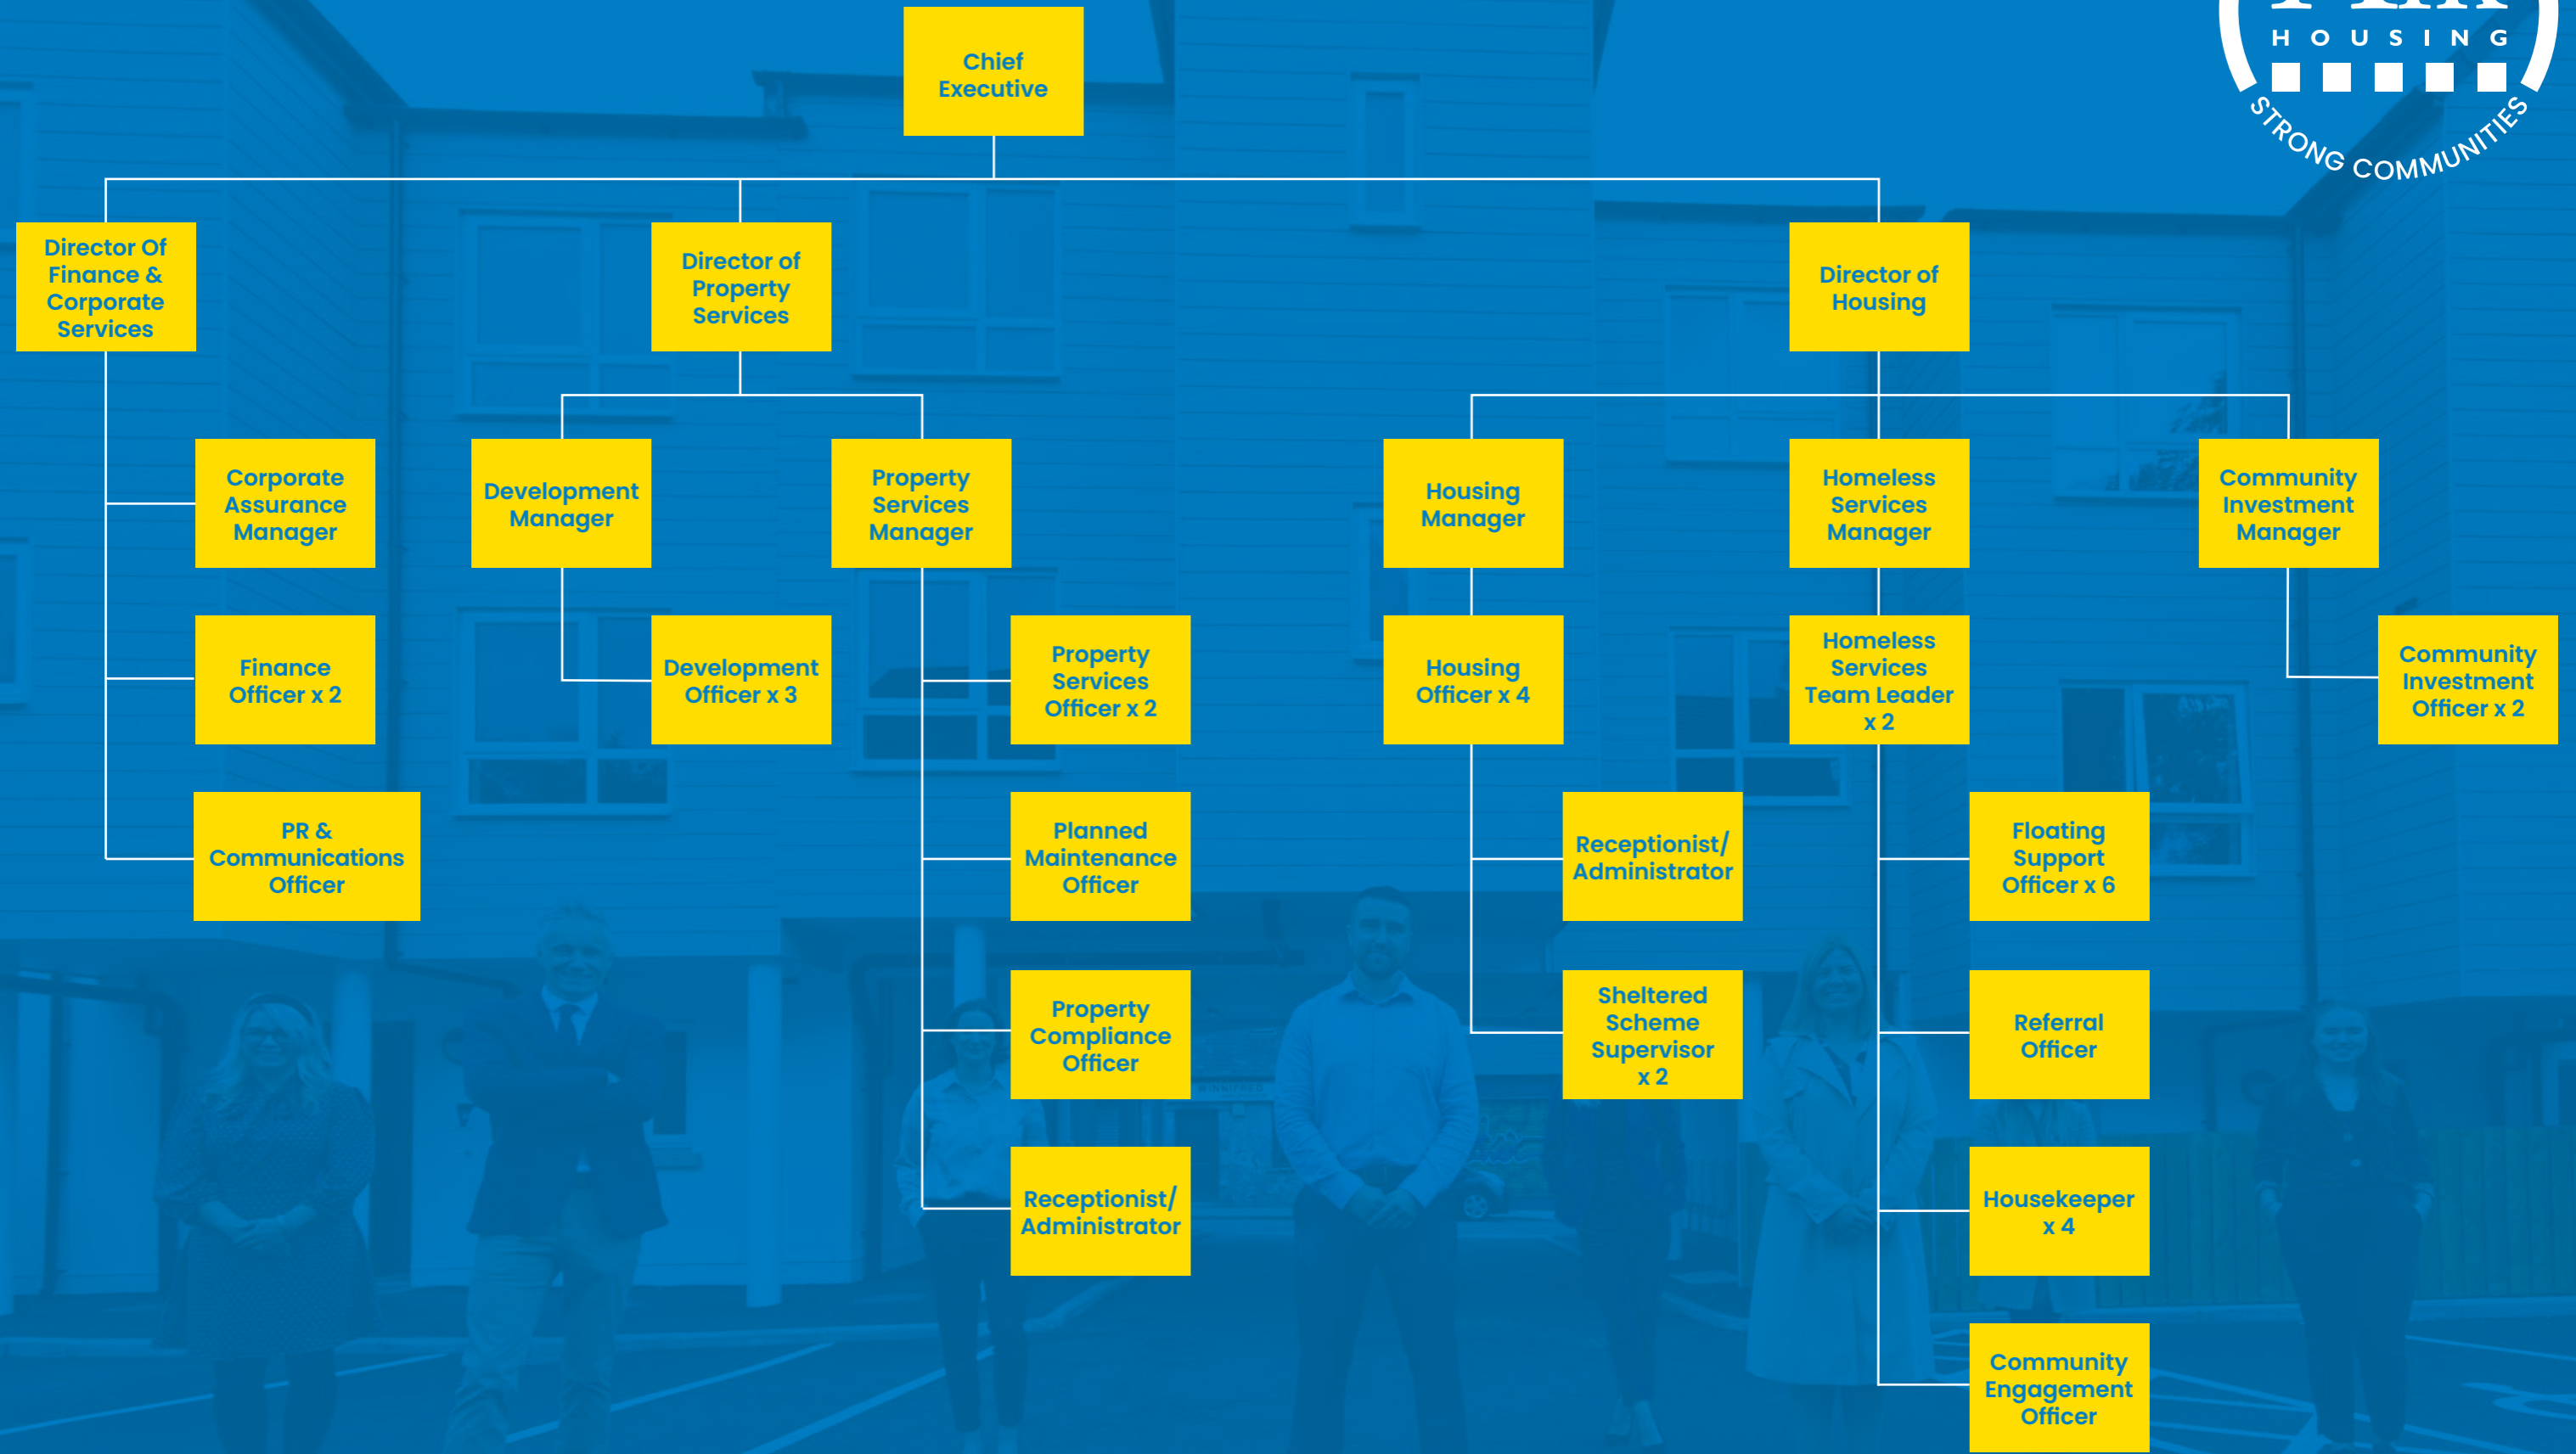 HOUSING
STRONG COMMUNITIES
Chief
Executive
Director Of
Finance &
Corporate
Services
Director of
Property
Services
Director of
Housing
Corporate
Assurance
Manager
Development
Manager
Property
Services
Manager
Housing
Manager
Homeless
Services
Manager
Community
Investment
Manager
Finance
Officer x 2
Development
Officer x 3
Property
Services
Officer x 2
Housing
Officer x 4
Homeless
Services
Team Leader
x 2
Community
Investment
Officer x 2
PR &
Communications
Officer
Planned
Maintenance
Officer
Receptionist/
Administrator
Floating
Support
Officer x 6
Property
Compliance
Officer
Sheltered
Scheme
Supervisor
x 2
Referral
Officer
Receptionist/
Administrator
Housekeeper
x 4
Community
Engagement
Officer